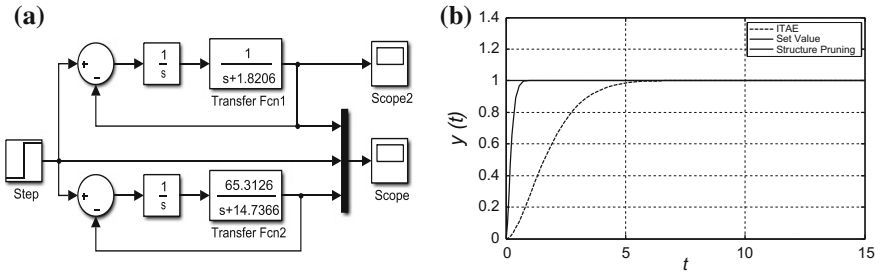 (a)
+
−
1
s
1
s+1.8206
Transfer Fcn1
Scope2
Step
+
−
1
s
65.3126
s+14.7366
Transfer Fcn2
Scope
(b)
1.4
1.2
1
0.8
0.6
0.4
0.2
0
y (t)
0
5
10
15
t
ITAE
Set Value
Structure Pruning